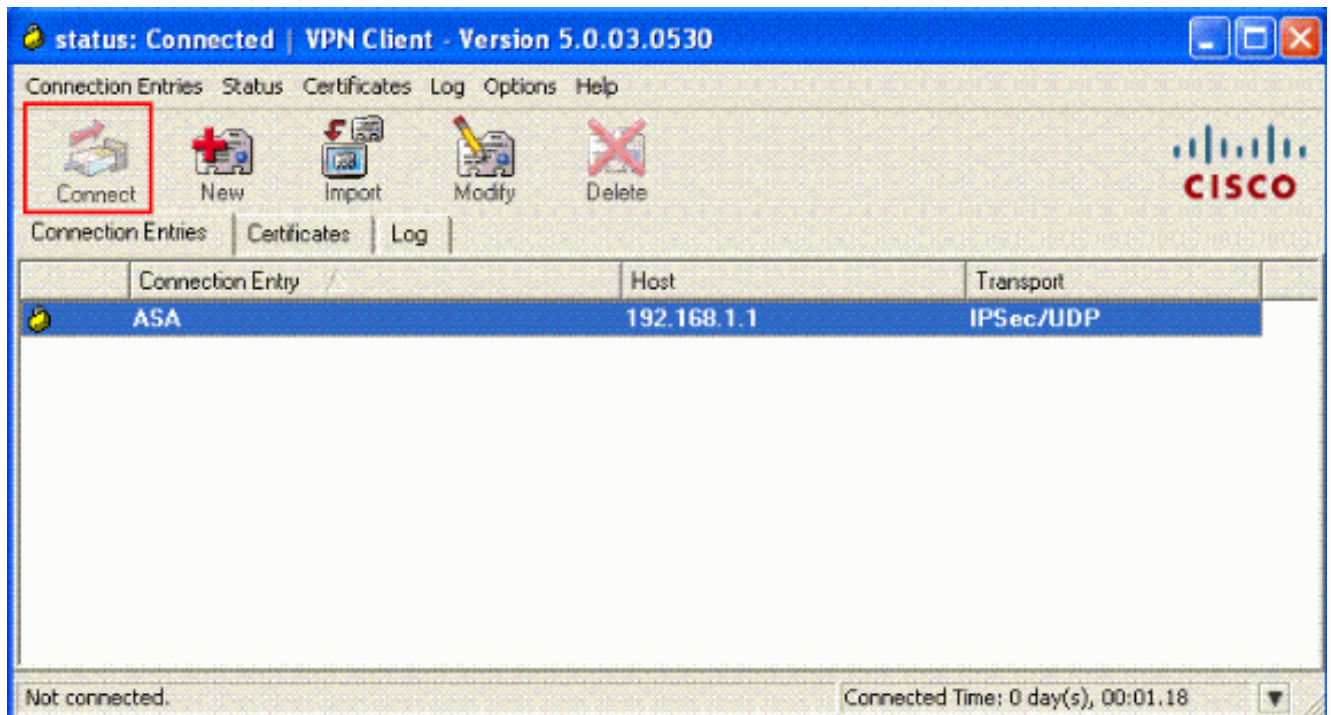 status: Connected | VPN Client - Version 5.0.03.0530
Connection Entries Status Certificates Log Options Help
Connect New Import Modify Delete
CISCO
Connection Entries Certificates Log
Connection Entry Host Transport
ASA 192.168.1.1 IPSec/UDP
Not connected. Connected Time: 0 day(s), 00:01.18